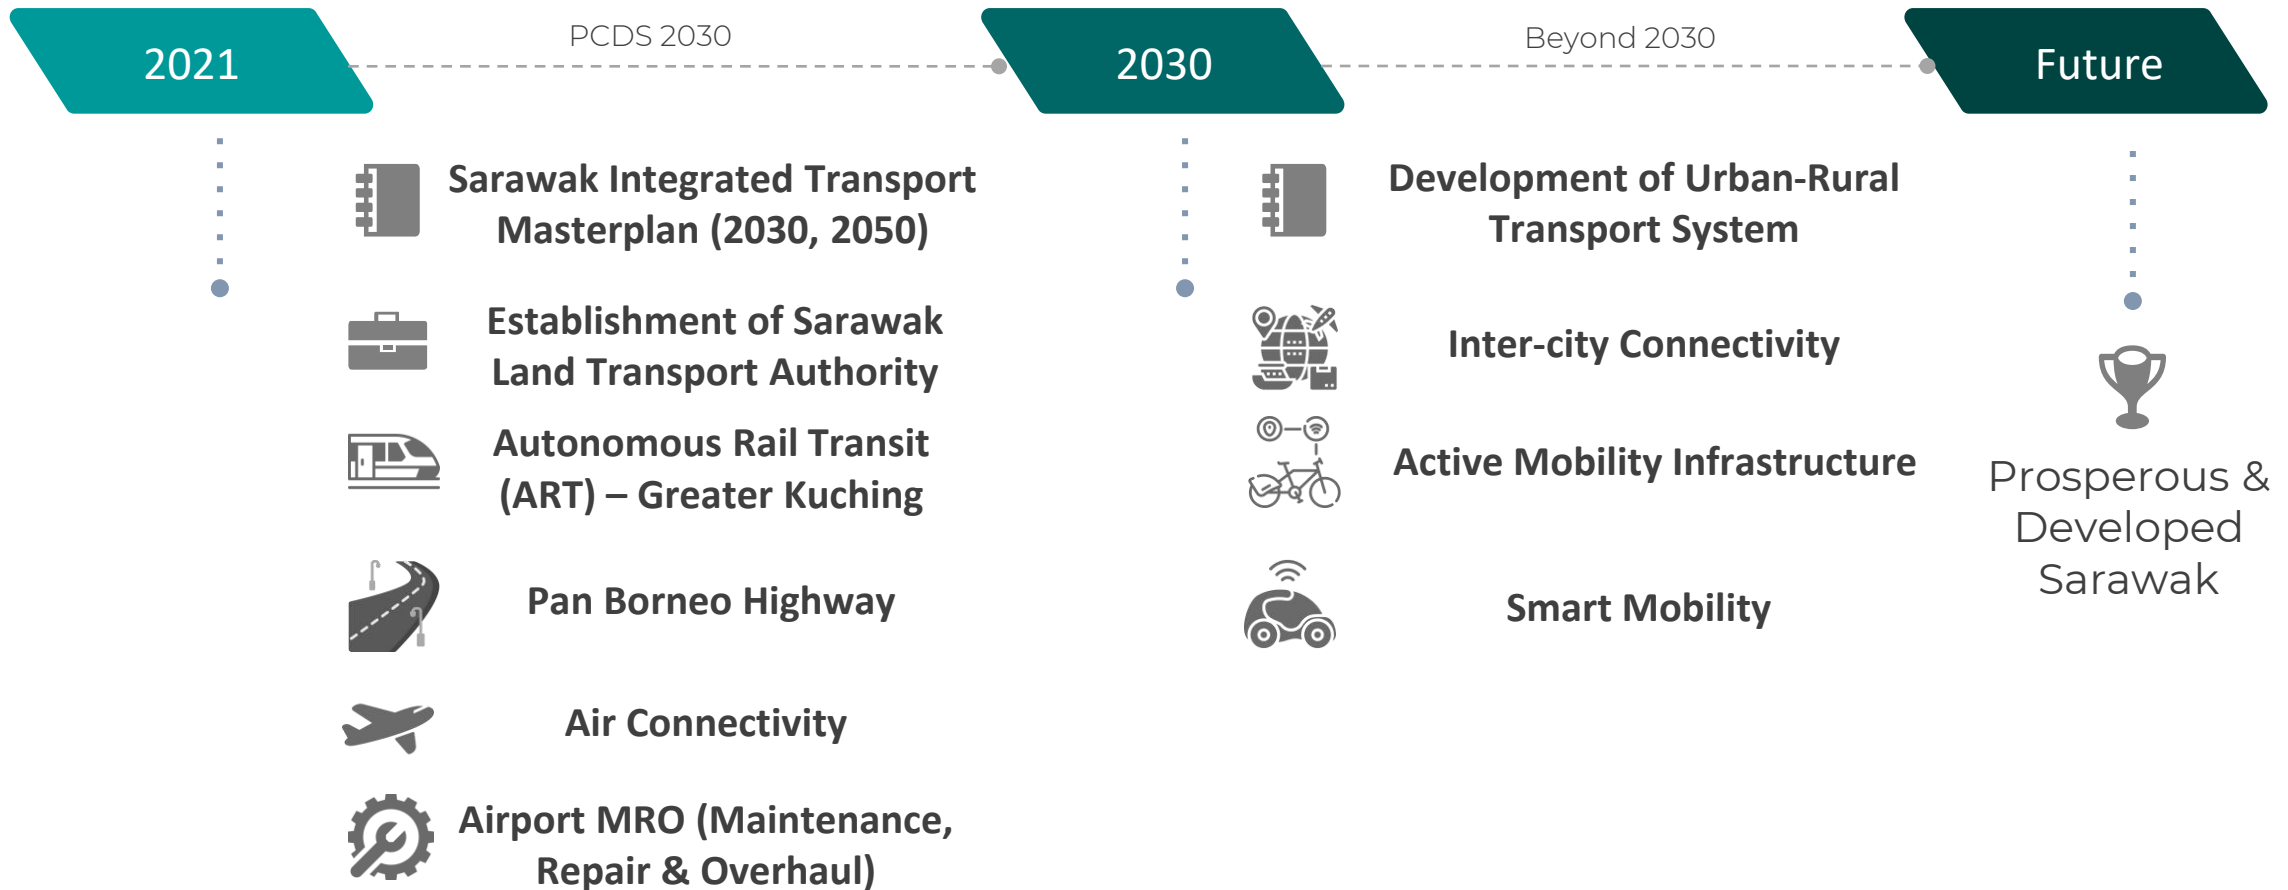 2021
PCDS 2030
2030
Beyond 2030
Future
Sarawak Integrated Transport
Masterplan (2030, 2050)
Establishment of Sarawak
Land Transport Authority
Autonomous Rail Transit
(ART) – Greater Kuching
Pan Borneo Highway
Air Connectivity
Airport MRO (Maintenance,
Repair & Overhaul)
Development of Urban-Rural
Transport System
Inter-city Connectivity
Active Mobility Infrastructure
Smart Mobility
Prosperous &
Developed
Sarawak